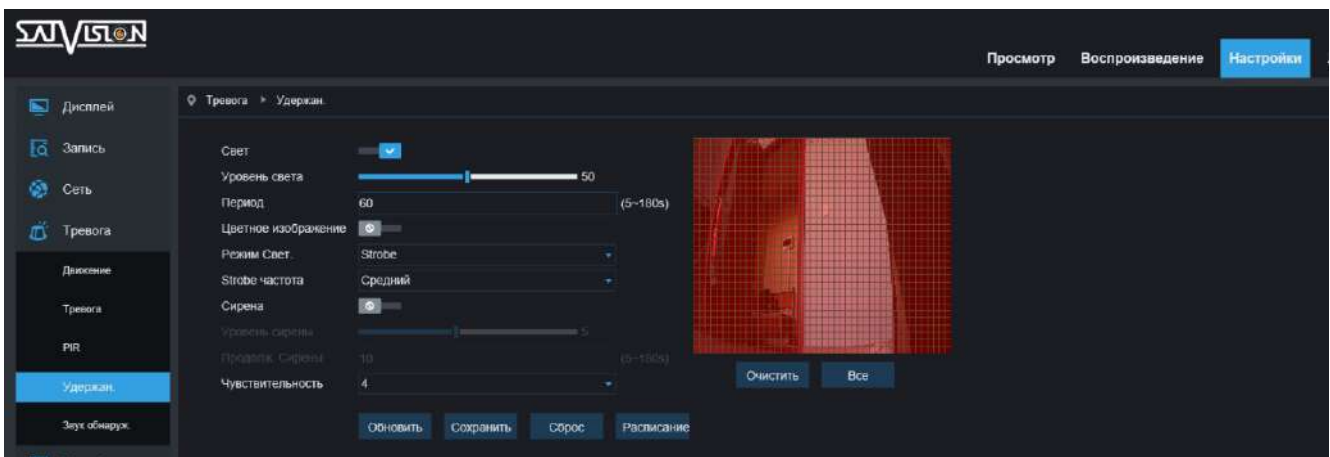 SATVISION
Просмотр Воспроизведение Настройки
Дисплей
Запись
Сеть
Тревога
Движение
Тревога
PIR
Удержан.
Звук обнаруж.
Тревога Удержан.
Свет
Уровень света 50
Период 60 (5~180s)
Цветное изображение
Режим Свет. Strobe
Strobe частота Средний
Сирена
Уровень сирены 5
Продолж. Сирены 10 (5~180s)
Чувствительность 4
Обновить Сохранить Сброс Расписание
Очистить Все